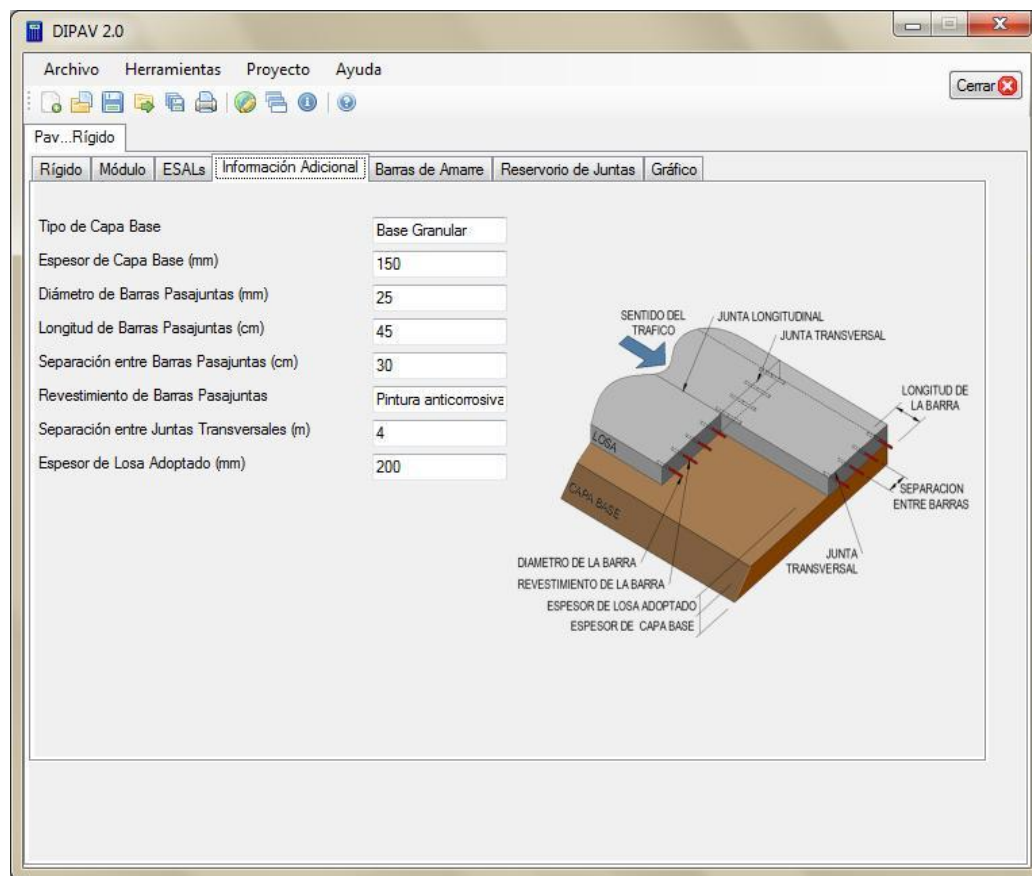 DIPAV 2.0
Archivo Herramientas Proyecto Ayuda
Cerrar
Pav...Rígido
Rígido Módulo ESALs Información Adicional Barras de Amarre Reservorio de Juntas Gráfico
Tipo de Capa Base Base Granular
Espesor de Capa Base (mm) 150
Diámetro de Barras Pasajuntas (mm) 25
Longitud de Barras Pasajuntas (cm) 45
Separación entre Barras Pasajuntas (cm) 30
Revestimiento de Barras Pasajuntas Pintura anticorrosiva
Separación entre Juntas Transversales (m) 4
Espesor de Losa Adoptado (mm) 200
SENTIDO DEL
TRAFICO
JUNTA LONGITUDINAL
JUNTA TRANSVERSAL
LONGITUD DE
LA BARRA
LOSA
CAPA BASE
SEPARACION
ENTRE BARRAS
JUNTA
TRANSVERSAL
DIAMETRO DE LA BARRA
REVESTIMIENTO DE LA BARRA
ESPESOR DE LOSA ADOPTADO
ESPESOR DE CAPA BASE